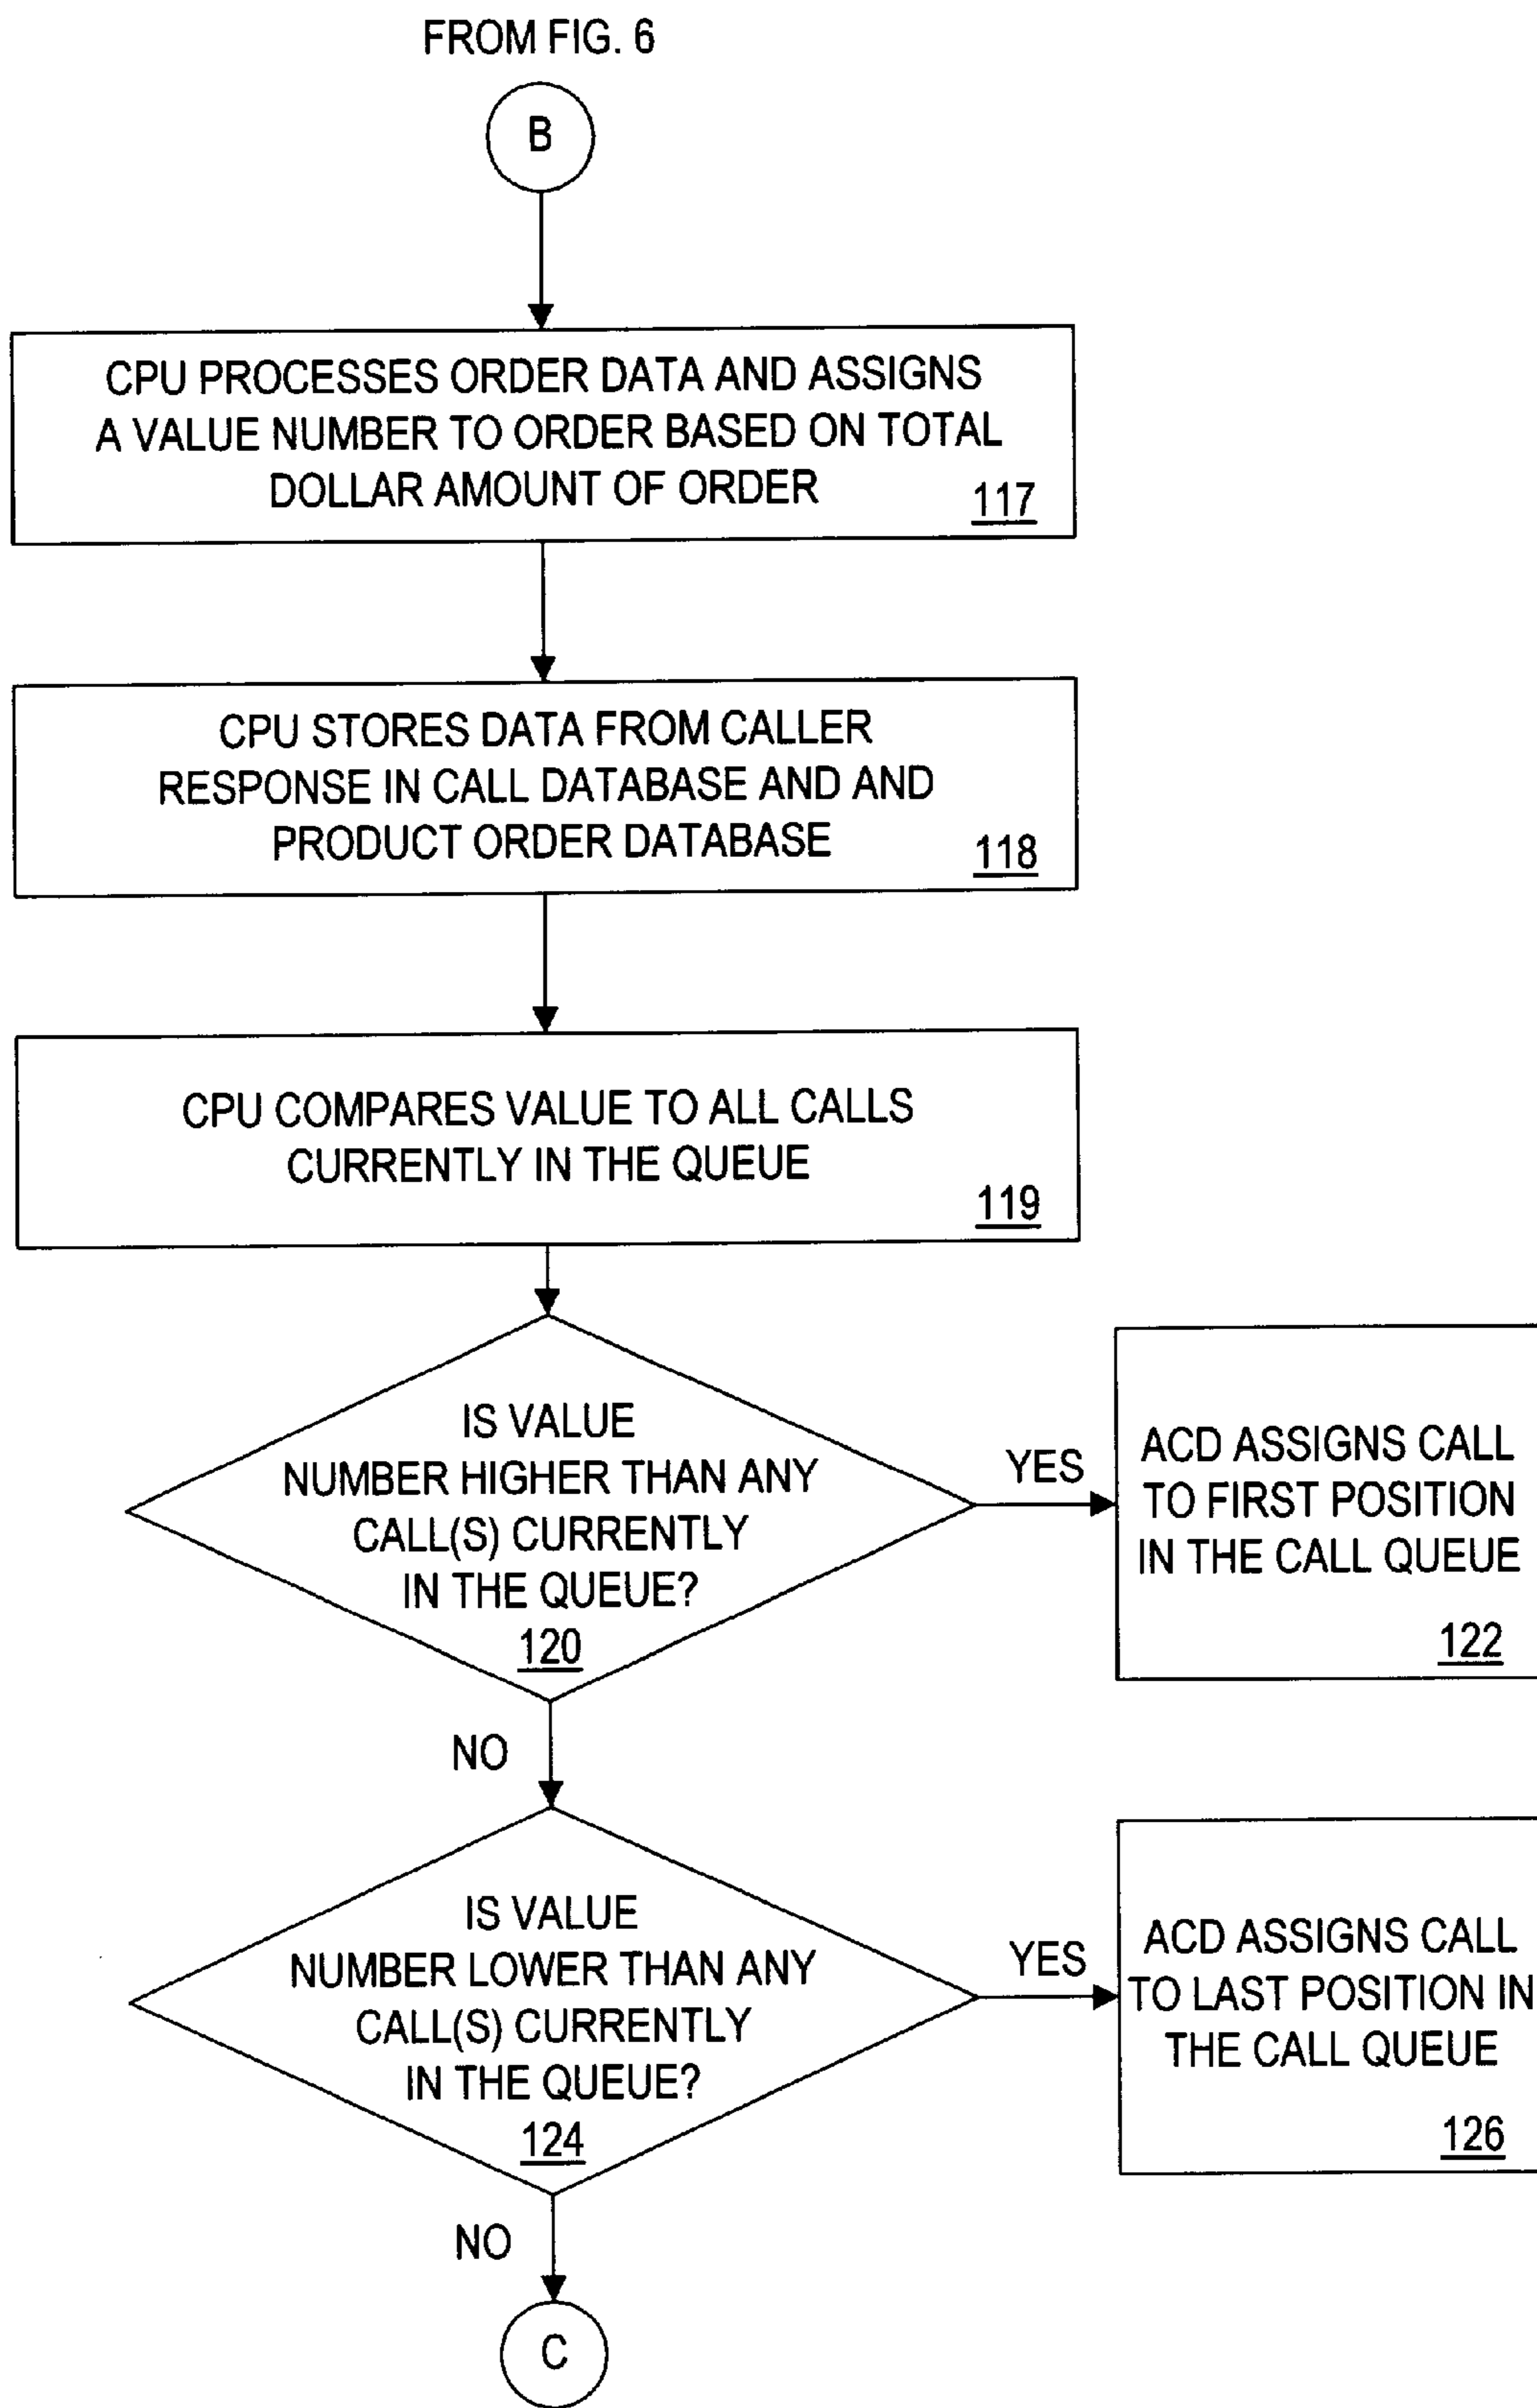 FROM FIG. 6
B
CPU PROCESSES ORDER DATA AND ASSIGNS
A VALUE NUMBER TO ORDER BASED ON TOTAL
DOLLAR AMOUNT OF ORDER
117
CPU STORES DATA FROM CALLER
RESPONSE IN CALL DATABASE AND AND
PRODUCT ORDER DATABASE
118
CPU COMPARES VALUE TO ALL CALLS
CURRENTLY IN THE QUEUE
119
IS VALUE
NUMBER HIGHER THAN ANY
CALL(S) CURRENTLY
IN THE QUEUE?
120
YES
ACD ASSIGNS CALL
TO FIRST POSITION
IN THE CALL QUEUE
122
NO
IS VALUE
NUMBER LOWER THAN ANY
CALL(S) CURRENTLY
IN THE QUEUE?
124
YES
ACD ASSIGNS CALL
TO LAST POSITION IN
THE CALL QUEUE
126
NO
C